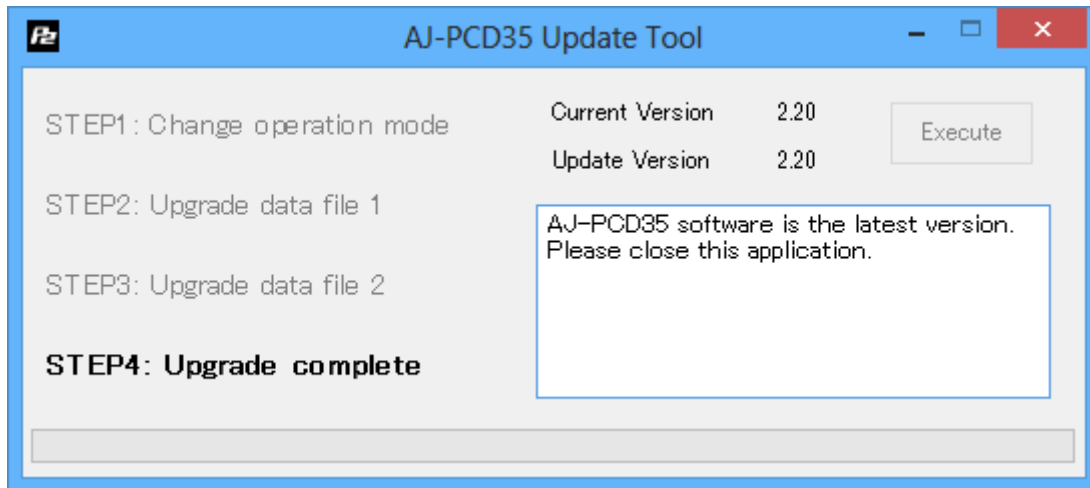 P2
AJ-PCD35 Update Tool
STEP1: Change operation mode
Current Version 2.20
Execute
Update Version 2.20
STEP2: Upgrade data file 1
AJ-PCD35 software is the latest version.
Please close this application.
STEP3: Upgrade data file 2
STEP4: Upgrade complete